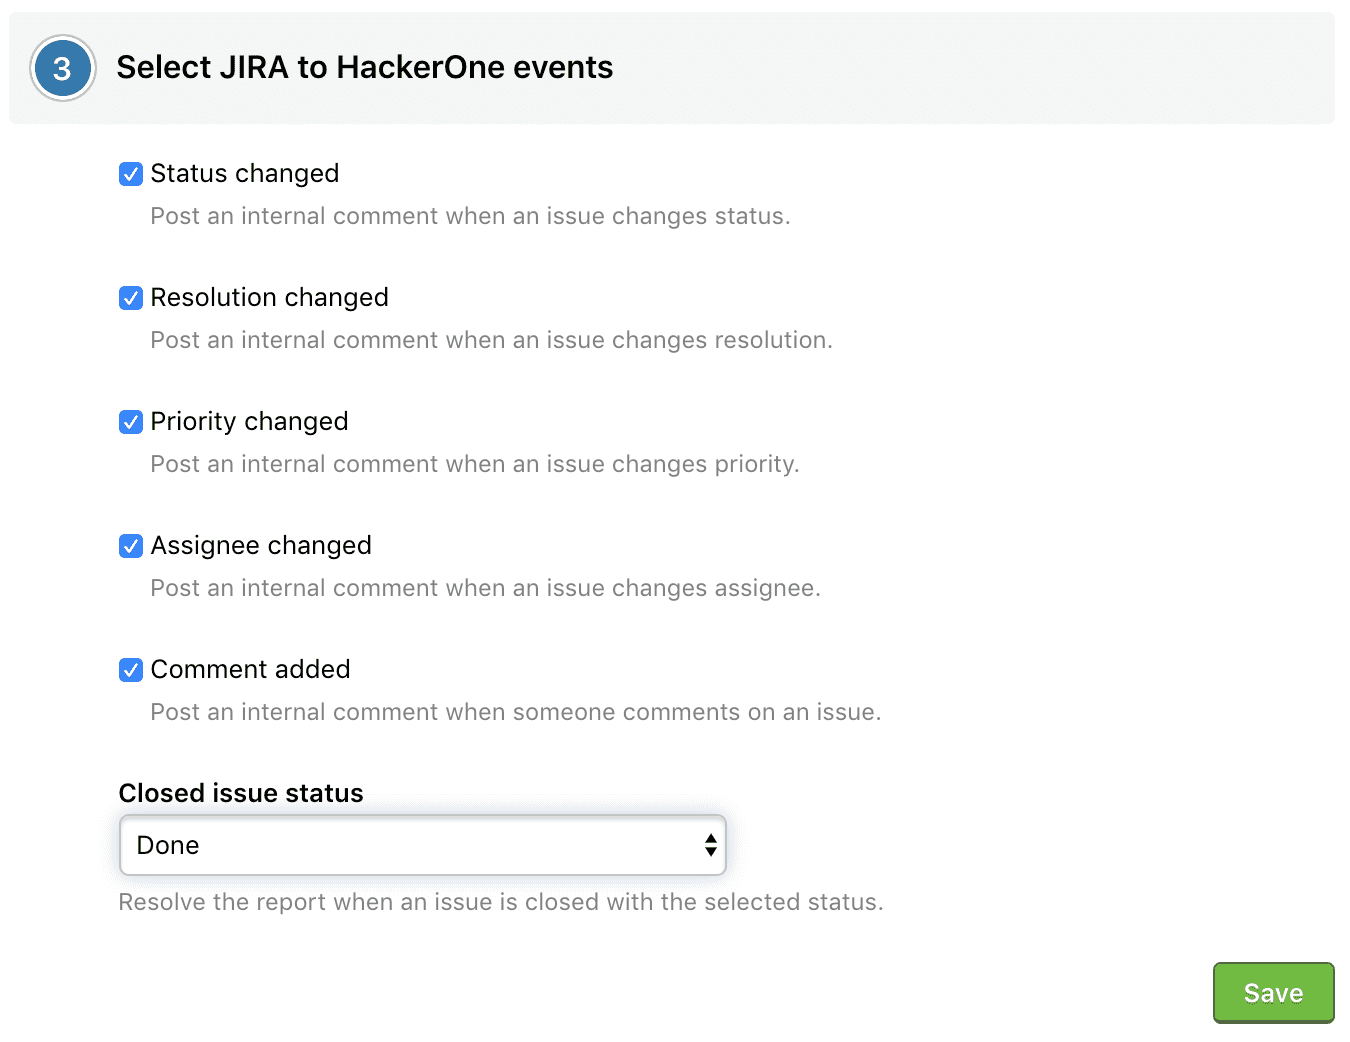 3
Select JIRA to HackerOne events
Status changed
Post an internal comment when an issue changes status.
Resolution changed
Post an internal comment when an issue changes resolution.
Priority changed
Post an internal comment when an issue changes priority.
Assignee changed
Post an internal comment when an issue changes assignee.
Comment added
Post an internal comment when someone comments on an issue.
Closed issue status
Done
Resolve the report when an issue is closed with the selected status.
Save